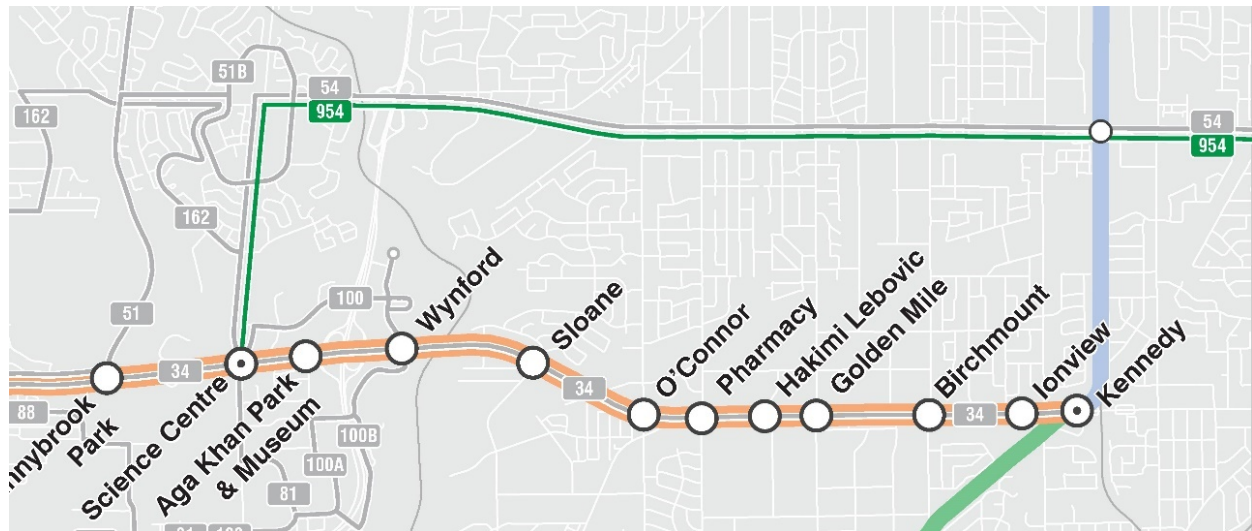 51B
54
954
162
54
954
162
100
51
34
88
34
34
100B
100A
81
Park
Science Centre
Aga Khan Park
& Museum
Wynford
Sloane
O'Connor
Pharmacy
Hakimi Lebovic
Golden Mile
Birchmount
Ionview
Kennedy